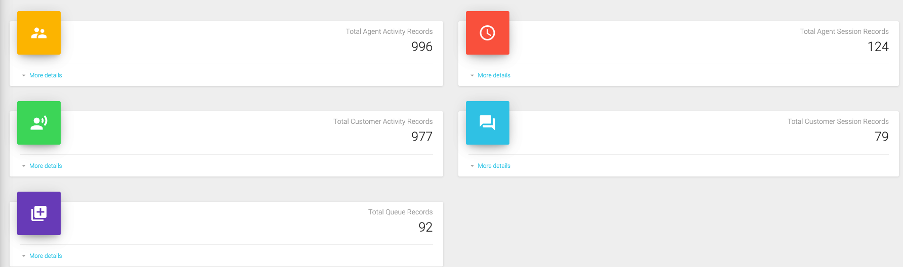 Total Agent Activity Records
996
More details
Total Agent Session Records
124
More details
Total Customer Activity Records
977
More details
Total Customer Session Records
79
More details
Total Queue Records
92
More details